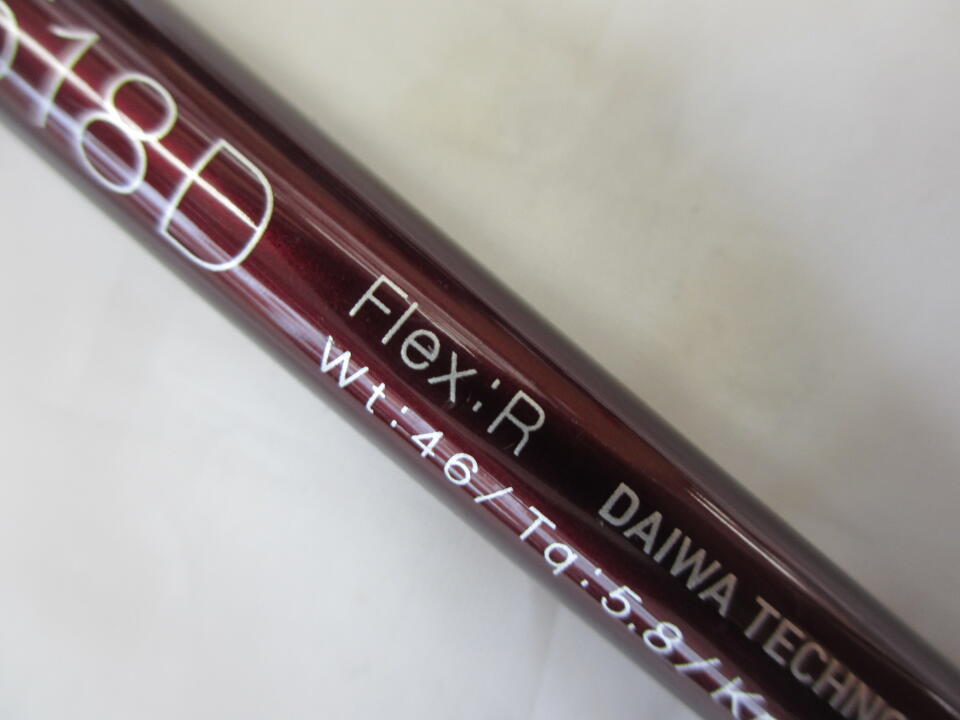 18D
Flex:R
DAIWA TECHNO
Wt:46/Tq:5.8/K